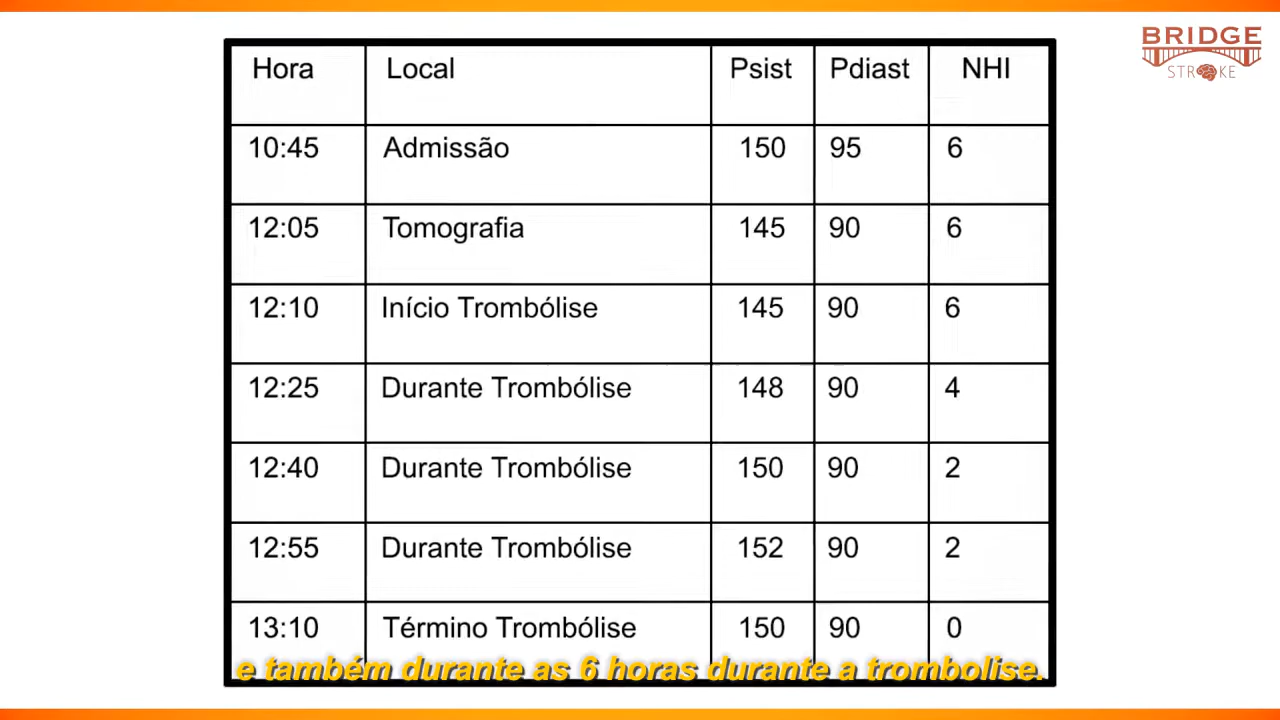 BRIDGE
STROKE
Hora Local Psist Pdiast NHI
10:45 Admissão 150 95 6
12:05 Tomografia 145 90 6
12:10 Início Trombólise 145 90 6
12:25 Durante Trombólise 148 90 4
12:40 Durante Trombólise 150 90 2
12:55 Durante Trombólise 152 90 2
13:10 Término Trombólise 150 90 0
e também durante as 6 horas durante a trombolise.